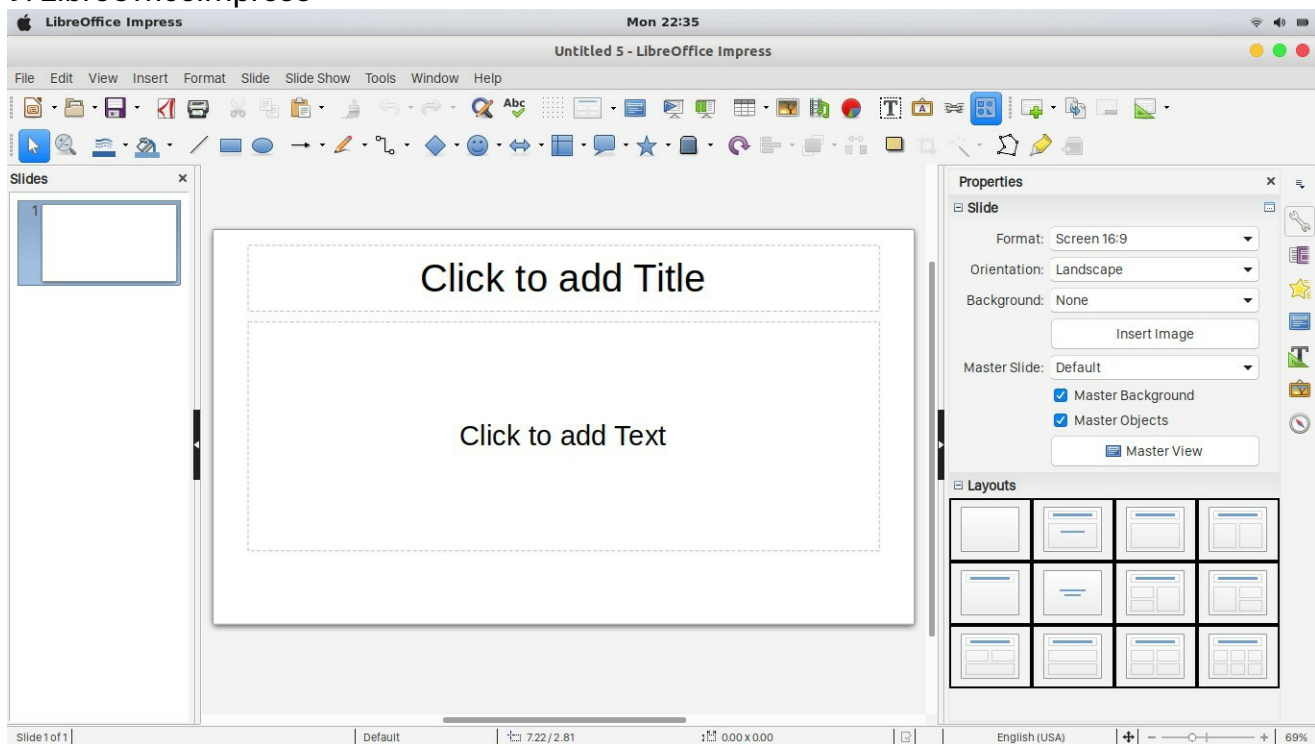 9. LibreOfficeImpress
LibreOffice Impress Mon 22:35
Untitled 5 - LibreOffice Impress
File Edit View Insert Format Slide Slide Show Tools Window Help
Abc
Slides
Properties
1
Slide
Format: Screen 16:9
Orientation: Landscape
Background: None
Insert Image
Master Slide: Default
Master Background
Master Objects
Master View
Layouts
Click to add Title
Click to add Text
Slide 1 of 1 Default 7.22 / 2.81 0.00 x 0.00 English (USA) 69%